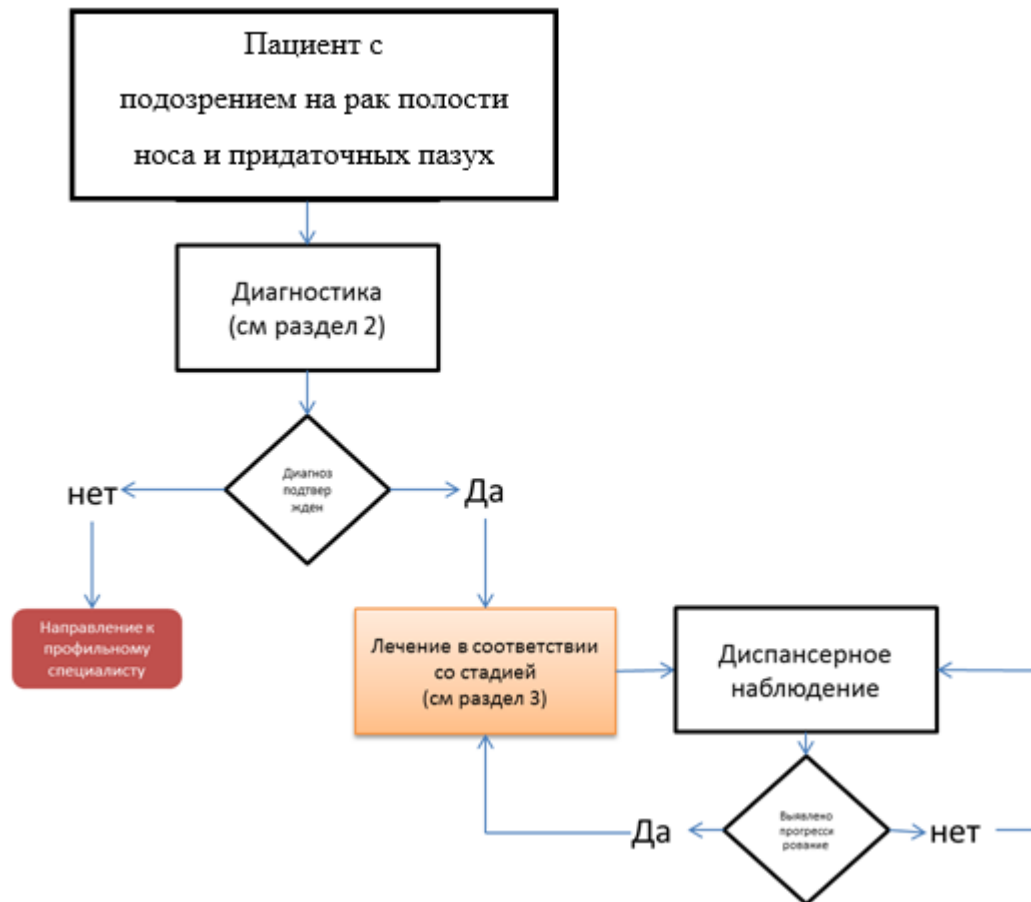 Пациент с
подозрением на рак полости
носа и придаточных пазух
Диагностика
(см раздел 2)
Диагноз
подтвер
жден
нет
Да
Направление к
профильному
специалисту
Лечение в соответствии
со стадией
(см раздел 3)
Диспансерное
наблюдение
Выявлено
прогресси
рование
Да
нет